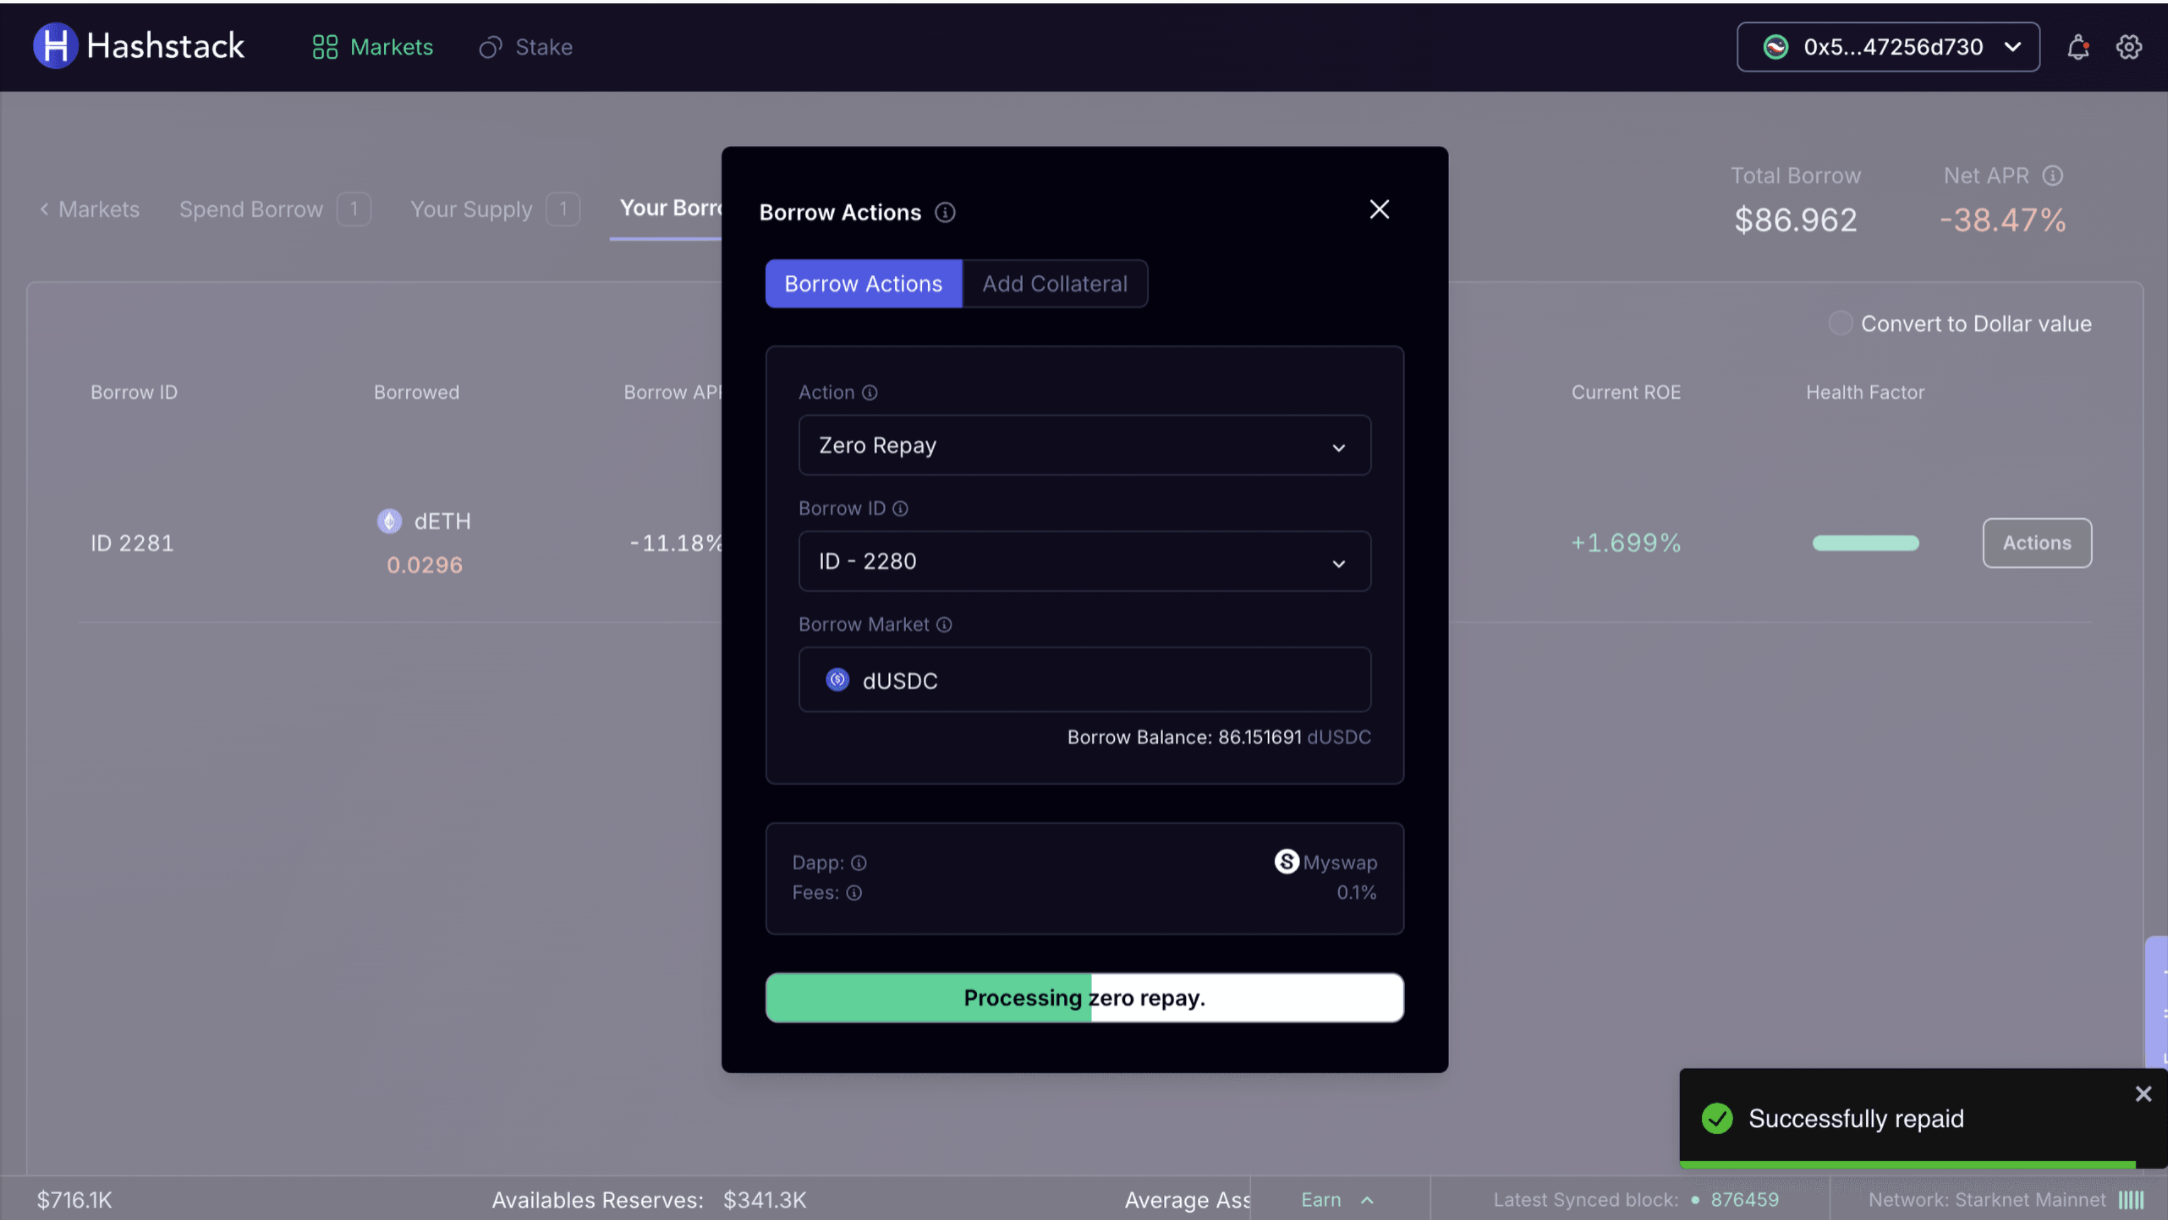 Hashstack
Markets
Stake
0x5...47256d730
Markets
Spend Borrow 1
Your Supply 1
Your Borro
Total Borrow
$86.962
Net APR
-38.47%
Convert to Dollar value
Borrow ID
Borrowed
Borrow APR
Current ROE
Health Factor
ID 2281
dETH
0.0296
-11.18%
+1.699%
Actions
Borrow Actions
Borrow Actions
Add Collateral
Action
Zero Repay
Borrow ID
ID - 2280
Borrow Market
dUSDC
Borrow Balance: 86.151691 dUSDC
Dapp:
Myswap
Fees:
0.1%
Processing zero repay.
Successfully repaid
$716.1K
Availables Reserves: $341.3K
Average Ass
Earn
Latest Synced block: 876459
Network: Starknet Mainnet